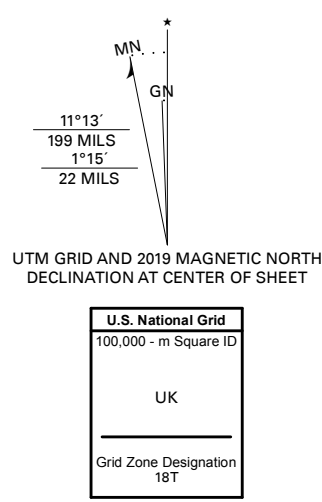 ★
MN
GN
11°13´
199 MILS
1°15´
22 MILS
UTM GRID AND 2019 MAGNETIC NORTH
DECLINATION AT CENTER OF SHEET
U.S. National Grid
100,000 - m Square ID
UK
Grid Zone Designation
18T